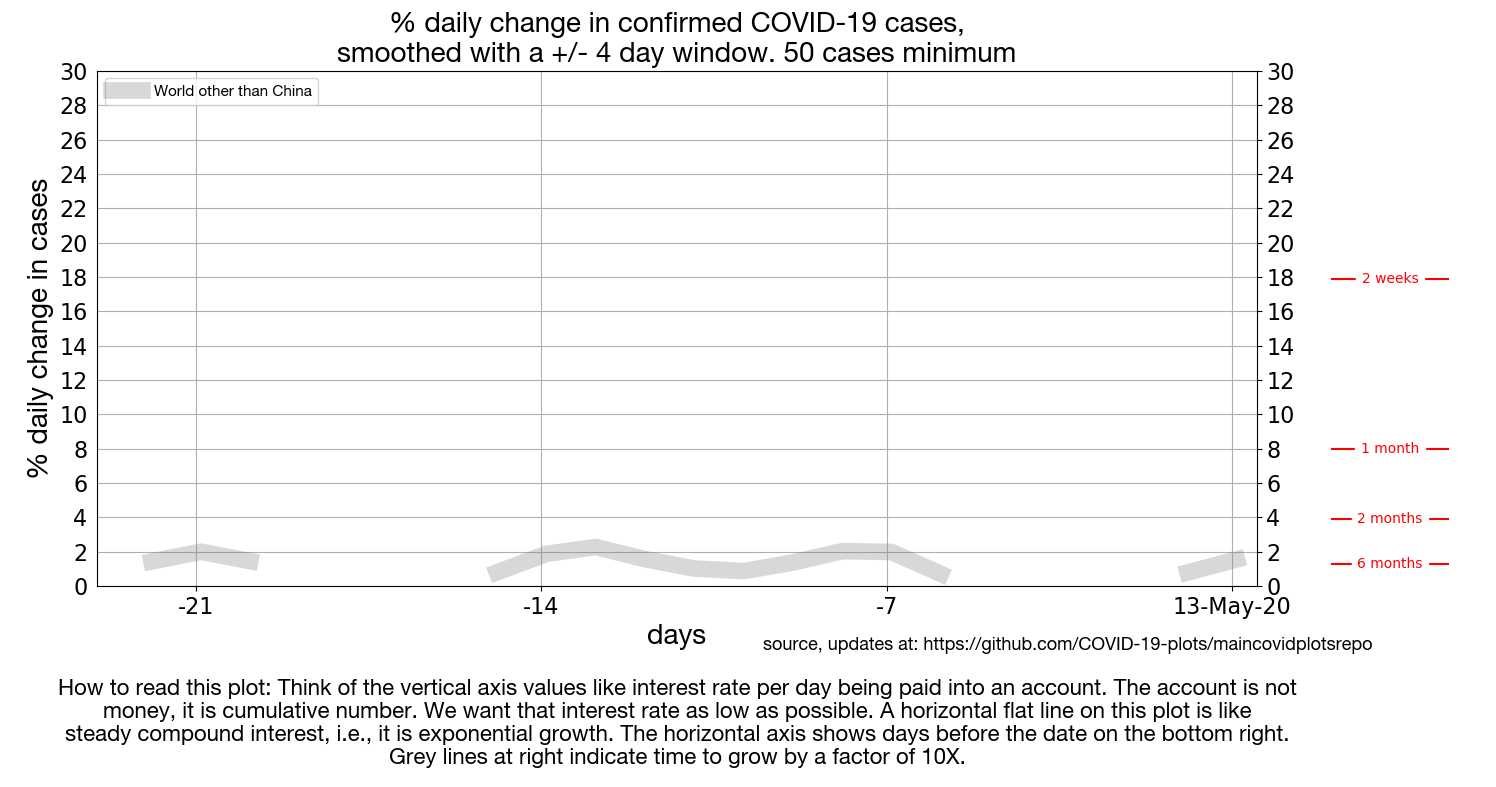 % daily change in confirmed COVID-19 cases,
smoothed with a +/- 4 day window. 50 cases minimum
World other than China
% daily change in cases
30
28
26
24
22
20
18
16
14
12
10
8
6
4
2
0
30
28
26
24
22
20
18
16
14
12
10
8
6
4
2
0
2 weeks
1 month
2 months
6 months
-21 -14 -7 13-May-20
days
source, updates at: https://github.com/COVID-19-plots/maincovidplotsrepo
How to read this plot: Think of the vertical axis values like interest rate per day being paid into an account. The account is not
money, it is cumulative number. We want that interest rate as low as possible. A horizontal flat line on this plot is like
steady compound interest, i.e., it is exponential growth. The horizontal axis shows days before the date on the bottom right.
Grey lines at right indicate time to grow by a factor of 10X.